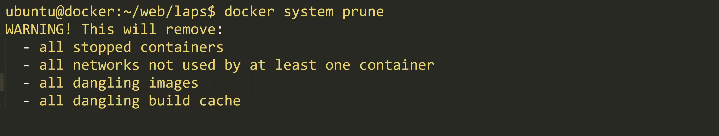 ubuntu@docker:~/web/laps$ docker system prune
WARNING! This will remove:
  - all stopped containers
  - all networks not used by at least one container
  - all dangling images
  - all dangling build cache